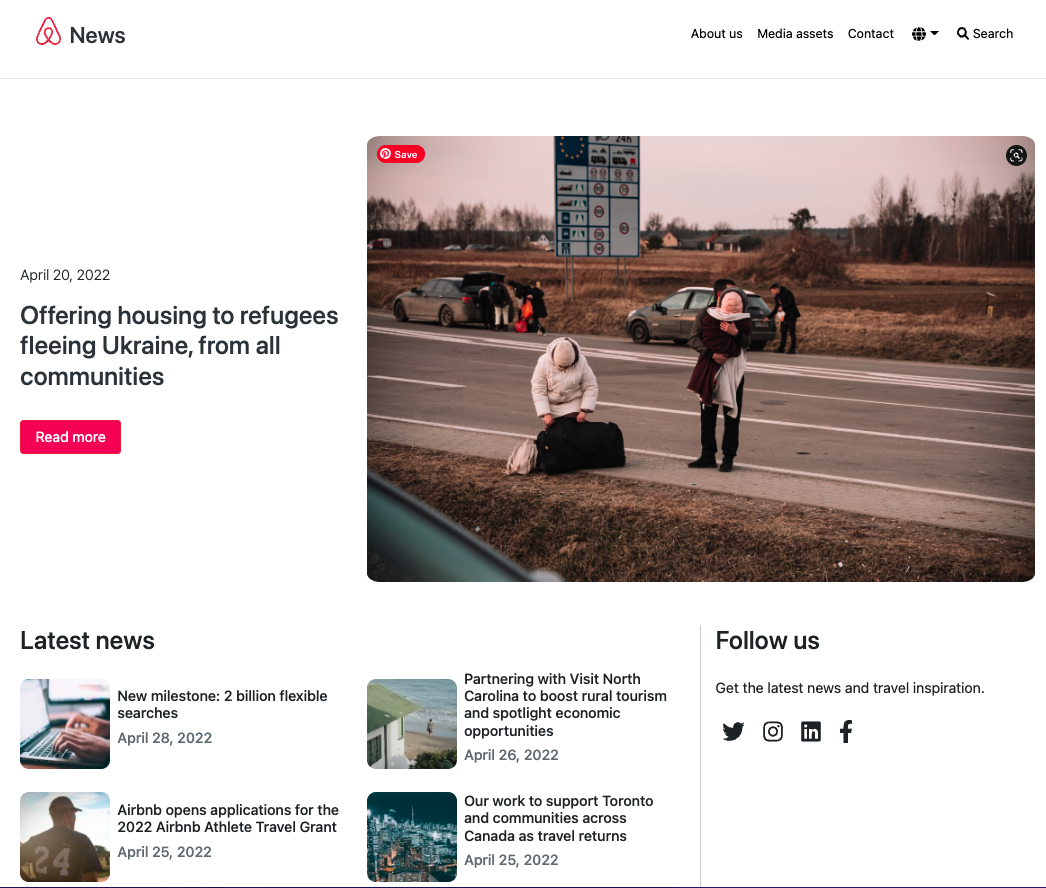 News
About us
Media assets
Contact
Search
Save
24h
April 20, 2022
Offering housing to refugees
fleeing Ukraine, from all
communities
Read more
Latest news
New milestone: 2 billion flexible
searches
April 28, 2022
Partnering with Visit North
Carolina to boost rural tourism
and spotlight economic
opportunities
April 26, 2022
24
Airbnb opens applications for the
2022 Airbnb Athlete Travel Grant
April 25, 2022
Our work to support Toronto
and communities across
Canada as travel returns
April 25, 2022
Follow us
Get the latest news and travel inspiration.